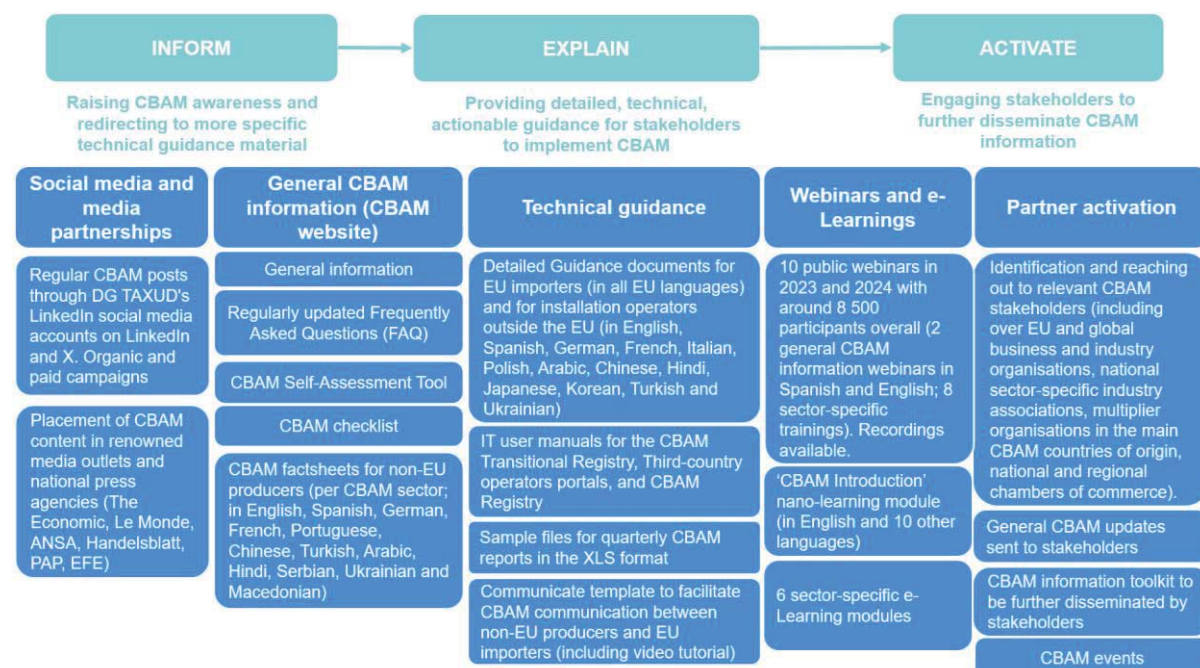 INFORM
EXPLAIN
ACTIVATE
Raising CBAM awareness and
redirecting to more specific
technical guidance material
Providing detailed, technical,
actionable guidance for stakeholders
to implement CBAM
Engaging stakeholders to
further disseminate CBAM
information
Social media and
media
partnerships
Regular CBAM posts
through DG TAXUD's
LinkedIn social media
accounts on LinkedIn
and X. Organic and
paid campaigns
Placement of CBAM
content in renowned
media outlets and
national press
agencies (The
Economic, Le Monde,
ANSA, Handelsblatt,
PAP, EFE)
General CBAM
information (CBAM
website)
General information
Regularly updated Frequently
Asked Questions (FAQ)
CBAM Self-Assessment Tool
CBAM checklist
CBAM factsheets for non-EU
producers (per CBAM sector;
in English, Spanish, German,
French, Portuguese,
Chinese, Turkish, Arabic,
Hindi, Serbian, Ukrainian and
Macedonian)
Technical guidance
Detailed Guidance documents for
EU importers (in all EU languages)
and for installation operators
outside the EU (in English,
Spanish, German, French, Italian,
Polish, Arabic, Chinese, Hindi,
Japanese, Korean, Turkish and
Ukrainian)
IT user manuals for the CBAM
Transitional Registry, Third-country
operators portals, and CBAM
Registry
Sample files for quarterly CBAM
reports in the XLS format
Communicate template to facilitate
CBAM communication between
non-EU producers and EU
importers (including video tutorial)
Webinars and e-
Learnings
10 public webinars in
2023 and 2024 with
around 8 500
participants overall (2
general CBAM
information webinars in
Spanish and English; 8
sector-specific
trainings). Recordings
available.
‘CBAM Introduction’
nano-learning module
(in English and 10 other
languages)
6 sector-specific e-
Learning modules
Partner activation
Identification and reaching
out to relevant CBAM
stakeholders (including
over EU and global
business and industry
organisations, national
sector-specific industry
associations, multiplier
organisations in the main
CBAM countries of origin,
national and regional
chambers of commerce).
General CBAM updates
sent to stakeholders
CBAM information toolkit to
be further disseminated by
stakeholders
CBAM events